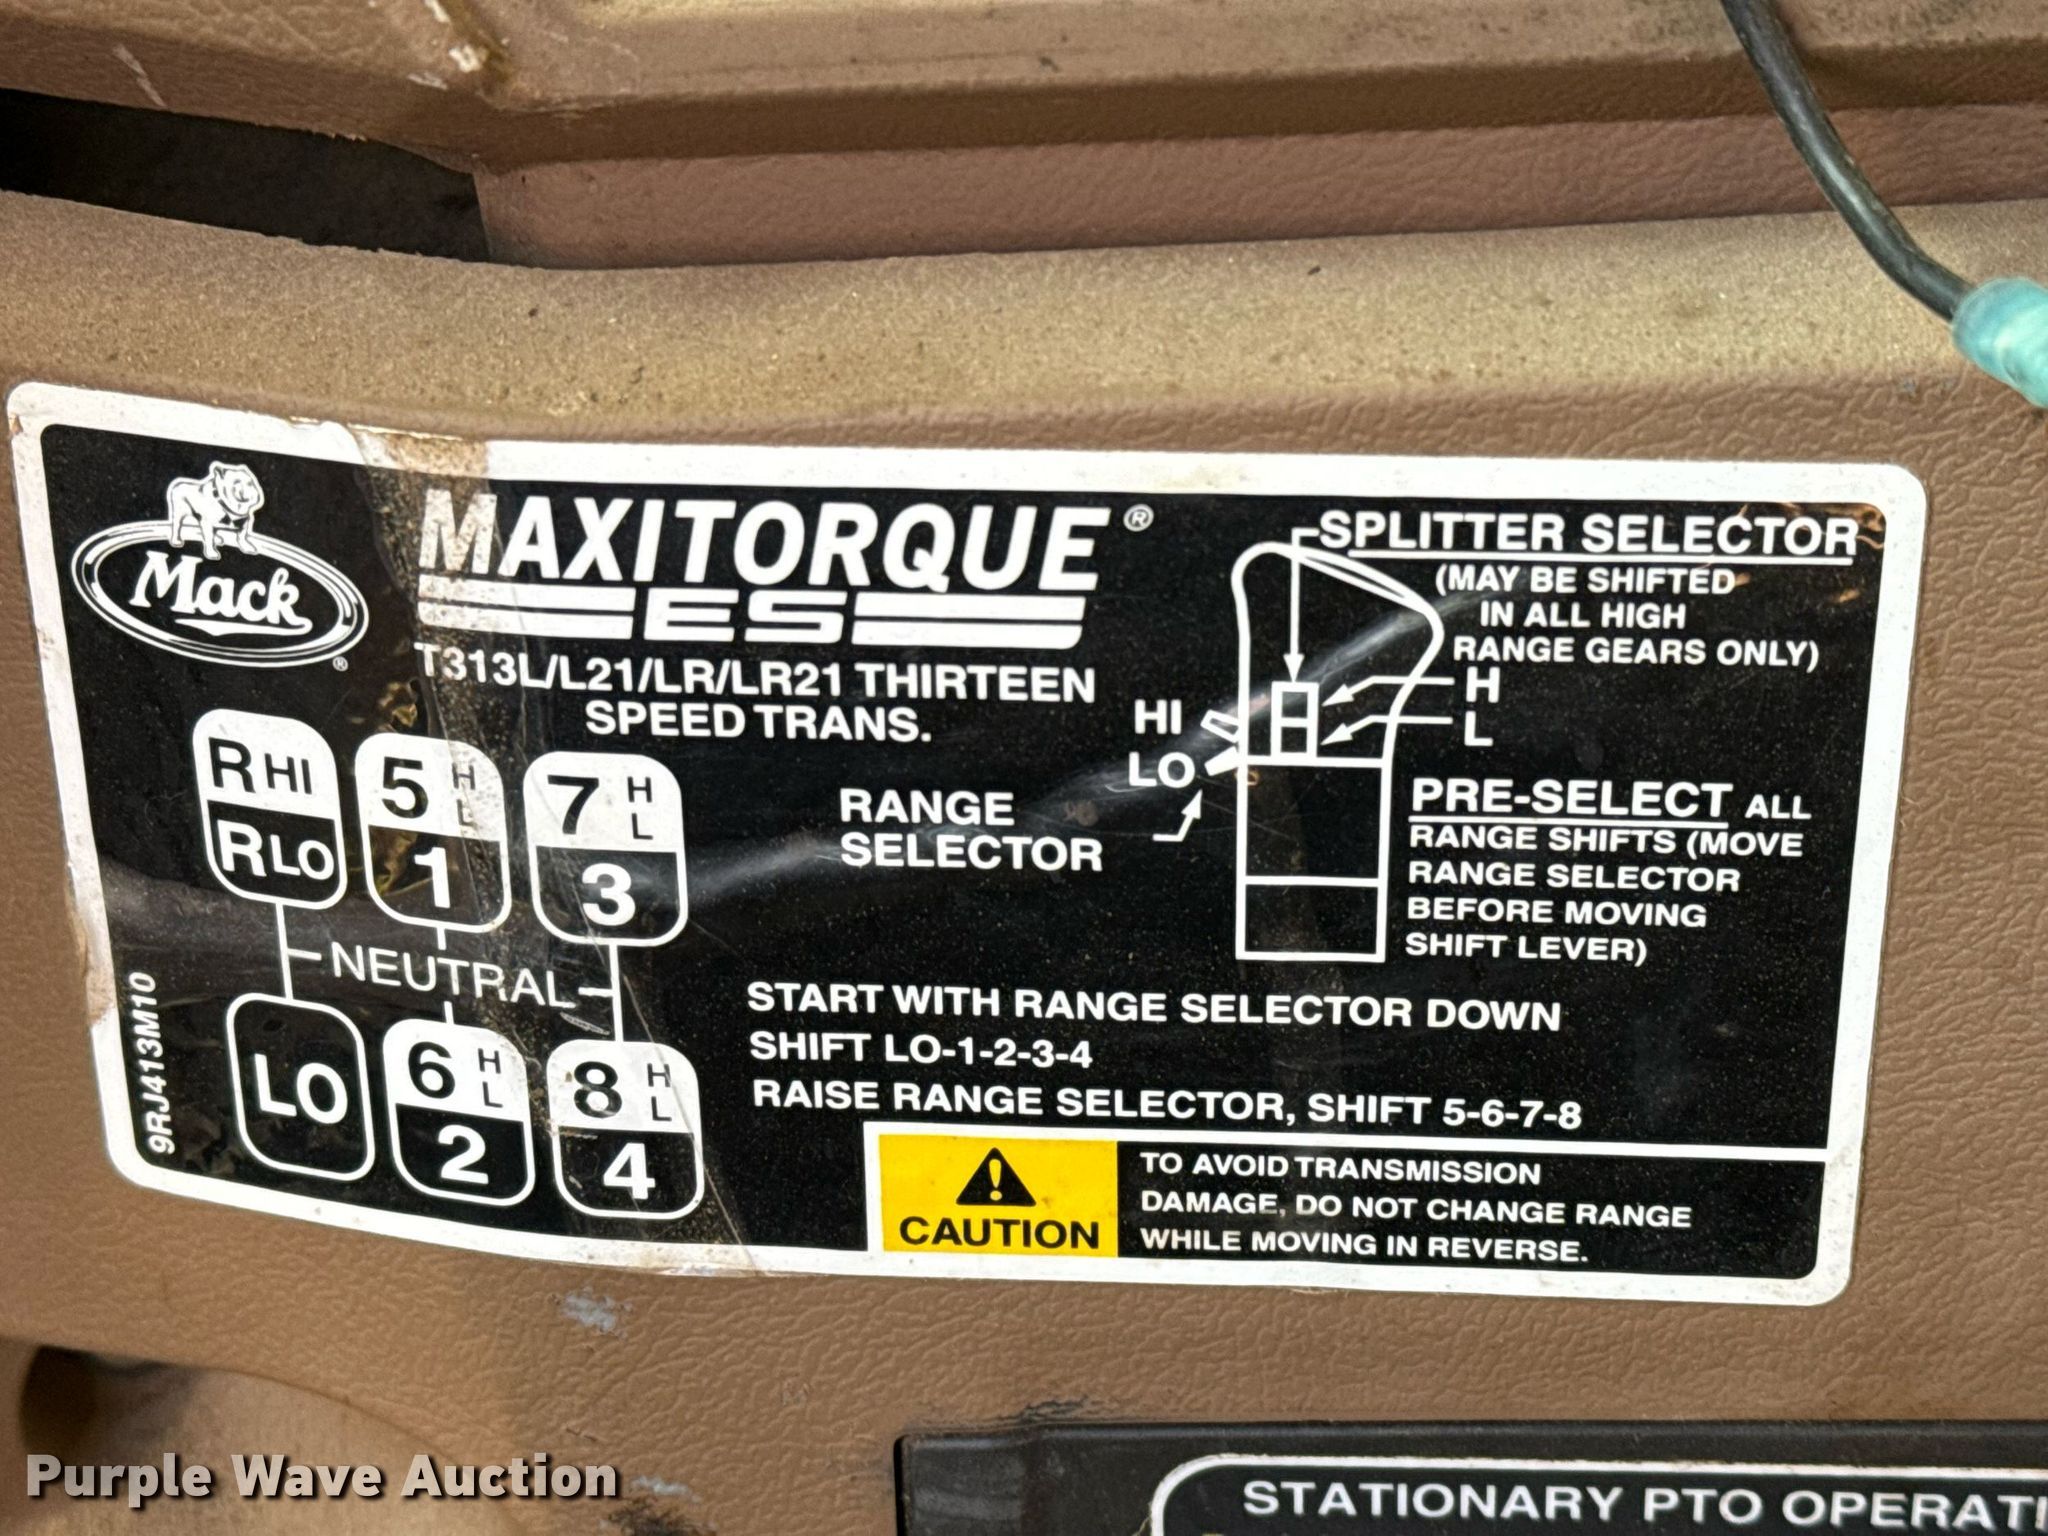 Mack®
MAXITORQUE®
ES
T313L/L21/LR/LR21 THIRTEEN
SPEED TRANS.
R HI
R LO
5 H L
1
7 H L
3
NEUTRAL
LO
6 H L
2
8 H L
4
9RJ413M10
SPLITTER SELECTOR
(MAY BE SHIFTED
IN ALL HIGH
RANGE GEARS ONLY)
H
L
HI
LO
RANGE
SELECTOR
PRE-SELECT ALL
RANGE SHIFTS (MOVE
RANGE SELECTOR
BEFORE MOVING
SHIFT LEVER)
START WITH RANGE SELECTOR DOWN
SHIFT LO-1-2-3-4
RAISE RANGE SELECTOR, SHIFT 5-6-7-8
CAUTION
TO AVOID TRANSMISSION
DAMAGE, DO NOT CHANGE RANGE
WHILE MOVING IN REVERSE.
STATIONARY PTO OPERATI
Purple Wave Auction